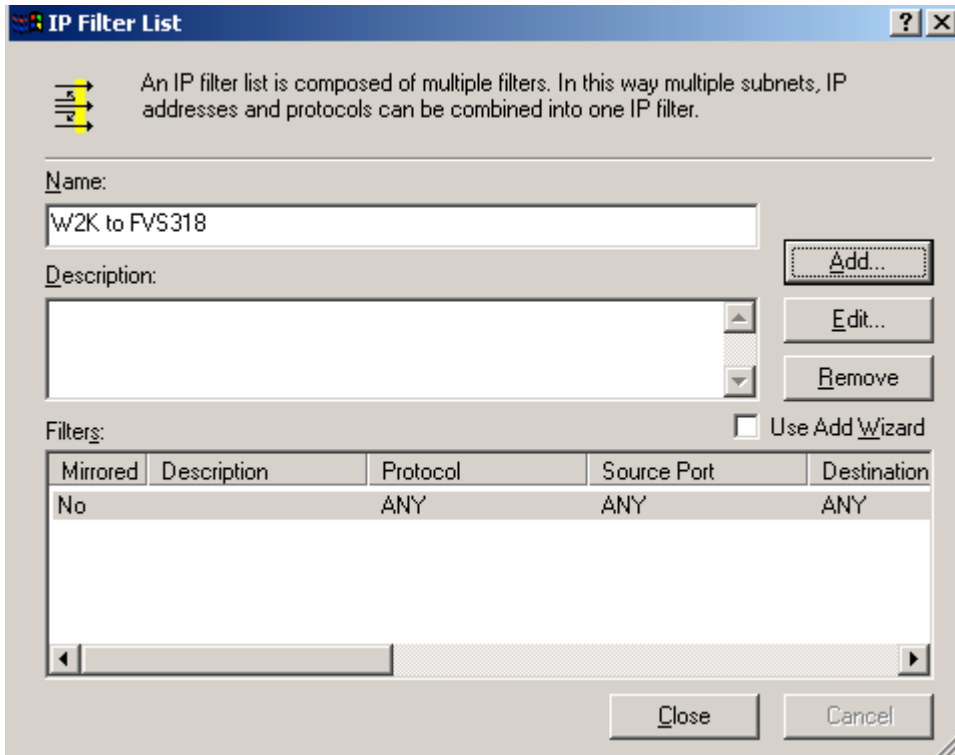 IP Filter List
An IP filter list is composed of multiple filters. In this way multiple subnets, IP
addresses and protocols can be combined into one IP filter.
Name:
W2K to FVS318
Add...
Description:
Edit...
Remove
Filters:
Use Add Wizard
Mirrored Description Protocol Source Port Destination
No ANY ANY ANY
Close Cancel